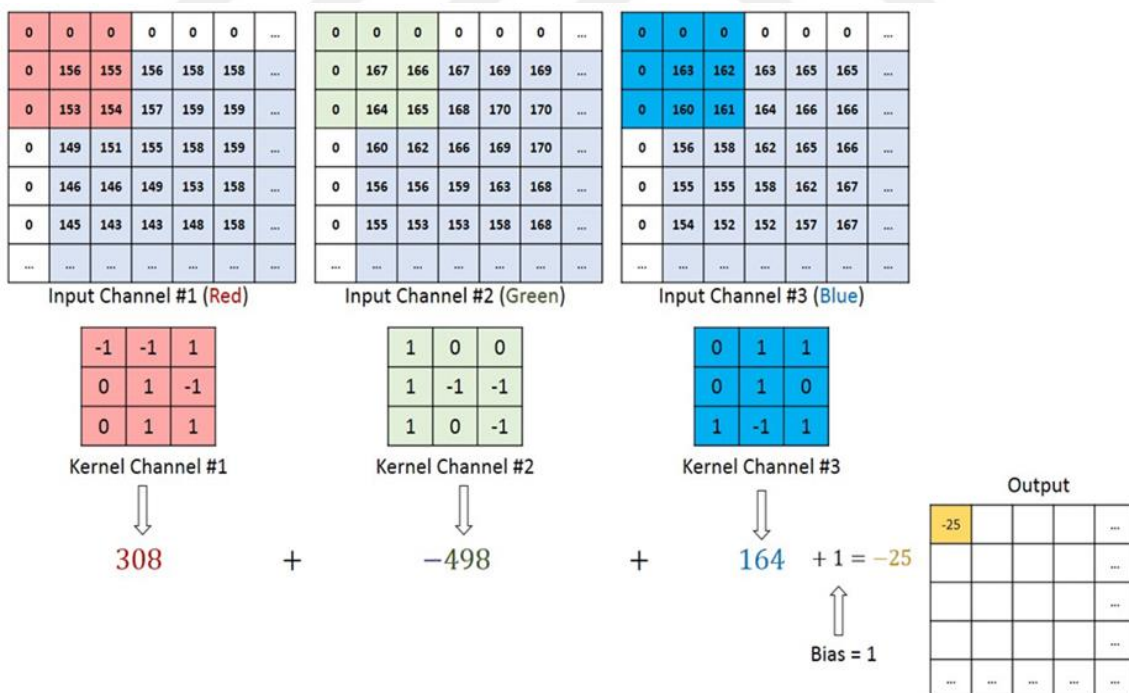 0 0 0 0 0 0 ...
0 156 155 156 158 158 ...
0 153 154 157 159 159 ...
0 149 151 155 158 159 ...
0 146 146 149 153 158 ...
0 145 143 143 148 158 ...
... ... ... ... ... ... ...
Input Channel #1 (Red)
0 0 0 0 0 0 ...
0 167 166 167 169 169 ...
0 164 165 168 170 170 ...
0 160 162 166 169 170 ...
0 156 156 159 163 168 ...
0 155 153 153 158 168 ...
... ... ... ... ... ... ...
Input Channel #2 (Green)
0 0 0 0 0 0 ...
0 163 162 163 165 165 ...
0 160 161 164 166 166 ...
0 156 158 162 165 166 ...
0 155 155 158 162 167 ...
0 154 152 152 157 167 ...
... ... ... ... ... ... ...
Input Channel #3 (Blue)
-1 -1 1
0 1 -1
0 1 1
Kernel Channel #1
1 0 0
1 -1 -1
1 0 -1
Kernel Channel #2
0 1 1
0 1 0
1 -1 1
Kernel Channel #3
308 + −498 + 164 + 1 = −25
Bias = 1
Output
-25 ...
...
...
...
... ... ... ... ...